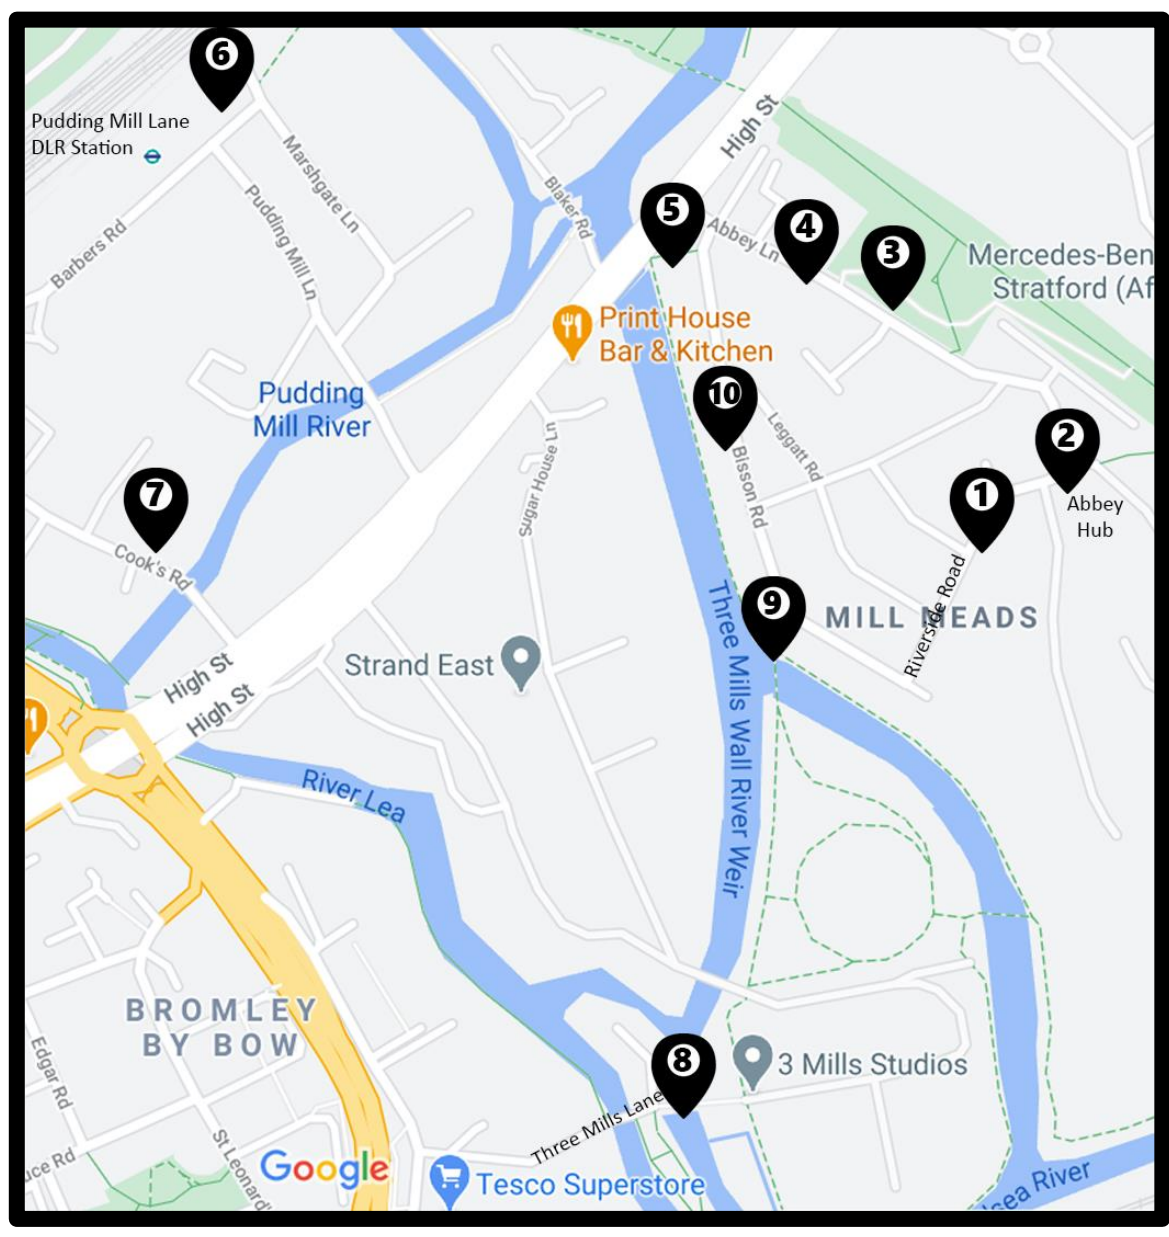 6
Pudding Mill Lane
DLR Station
Marshgate Ln
High St
Blaker Rd
5
4
3
Abbey Ln
Barbers Rd
Pudding Mill Ln
Mercedes-Ben
Stratford (Af
Print House
Bar & Kitchen
Pudding
Mill River
10
Leggatt Rd
2
Sugar House Ln
Bisson Rd
7
1
Abbey
Hub
Cook's Rd
Three Mills Wall River Weir
9
MILL MEADS
Riverside Road
Strand East
High St
High St
River Lea
BROMLEY
BY BOW
Edgar Rd
8
3 Mills Studios
Three Mills Lane
uce Rd
St Leonard'
Google
Tesco Superstore
sea River